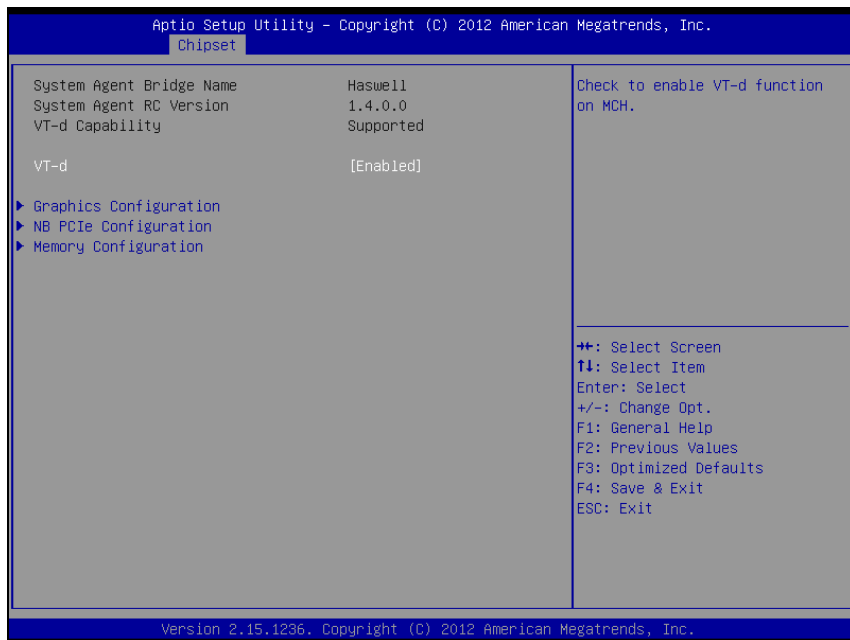 Aptio Setup Utility – Copyright (C) 2012 American Megatrends, Inc.
Chipset
System Agent Bridge Name Haswell
System Agent RC Version 1.4.0.0
VT-d Capability Supported
VT-d [Enabled]
Graphics Configuration
NB PCIe Configuration
Memory Configuration
Check to enable VT-d function
on MCH.
→←: Select Screen
↑↓: Select Item
Enter: Select
+/-: Change Opt.
F1: General Help
F2: Previous Values
F3: Optimized Defaults
F4: Save & Exit
ESC: Exit
Version 2.15.1236. Copyright (C) 2012 American Megatrends, Inc.